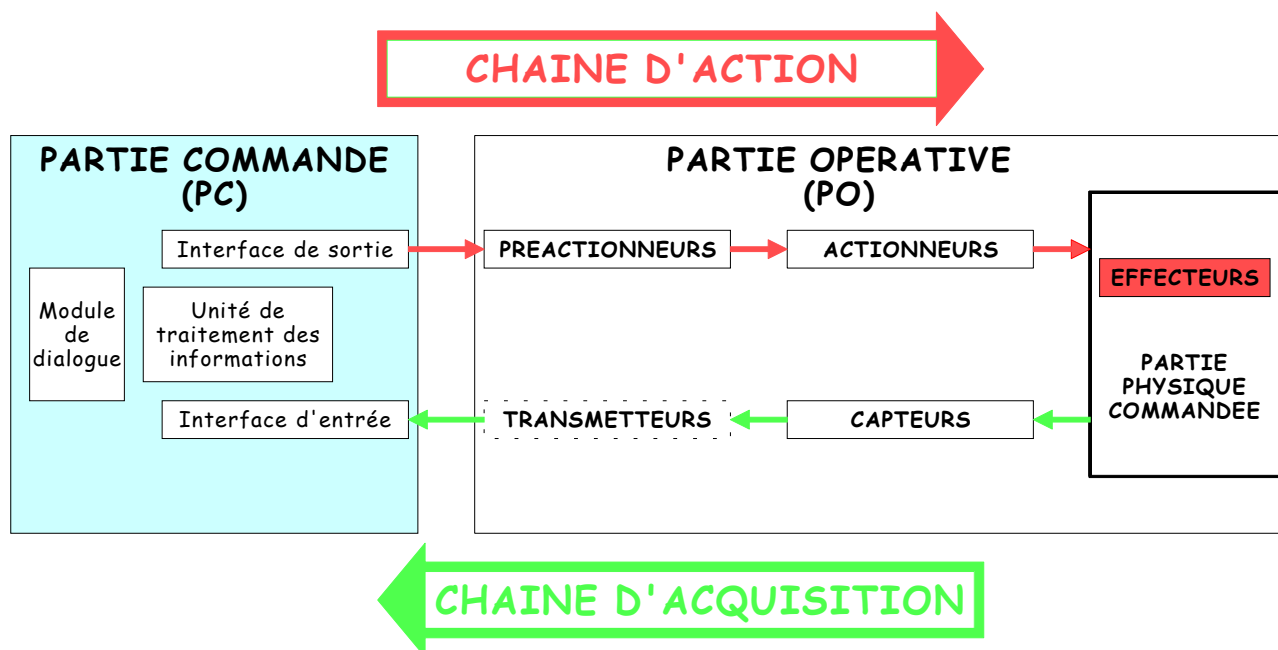 CHAINE D'ACTION
PARTIE COMMANDE
(PC)
PARTIE OPERATIVE
(PO)
Interface de sortie
PREACTIONNEURS
ACTIONNEURS
EFFECTEURS
Module
de
dialogue
Unité de
traitement des
informations
PARTIE
PHYSIQUE
COMMANDEE
Interface d'entrée
TRANSMETTEURS
CAPTEURS
CHAINE D'ACQUISITION